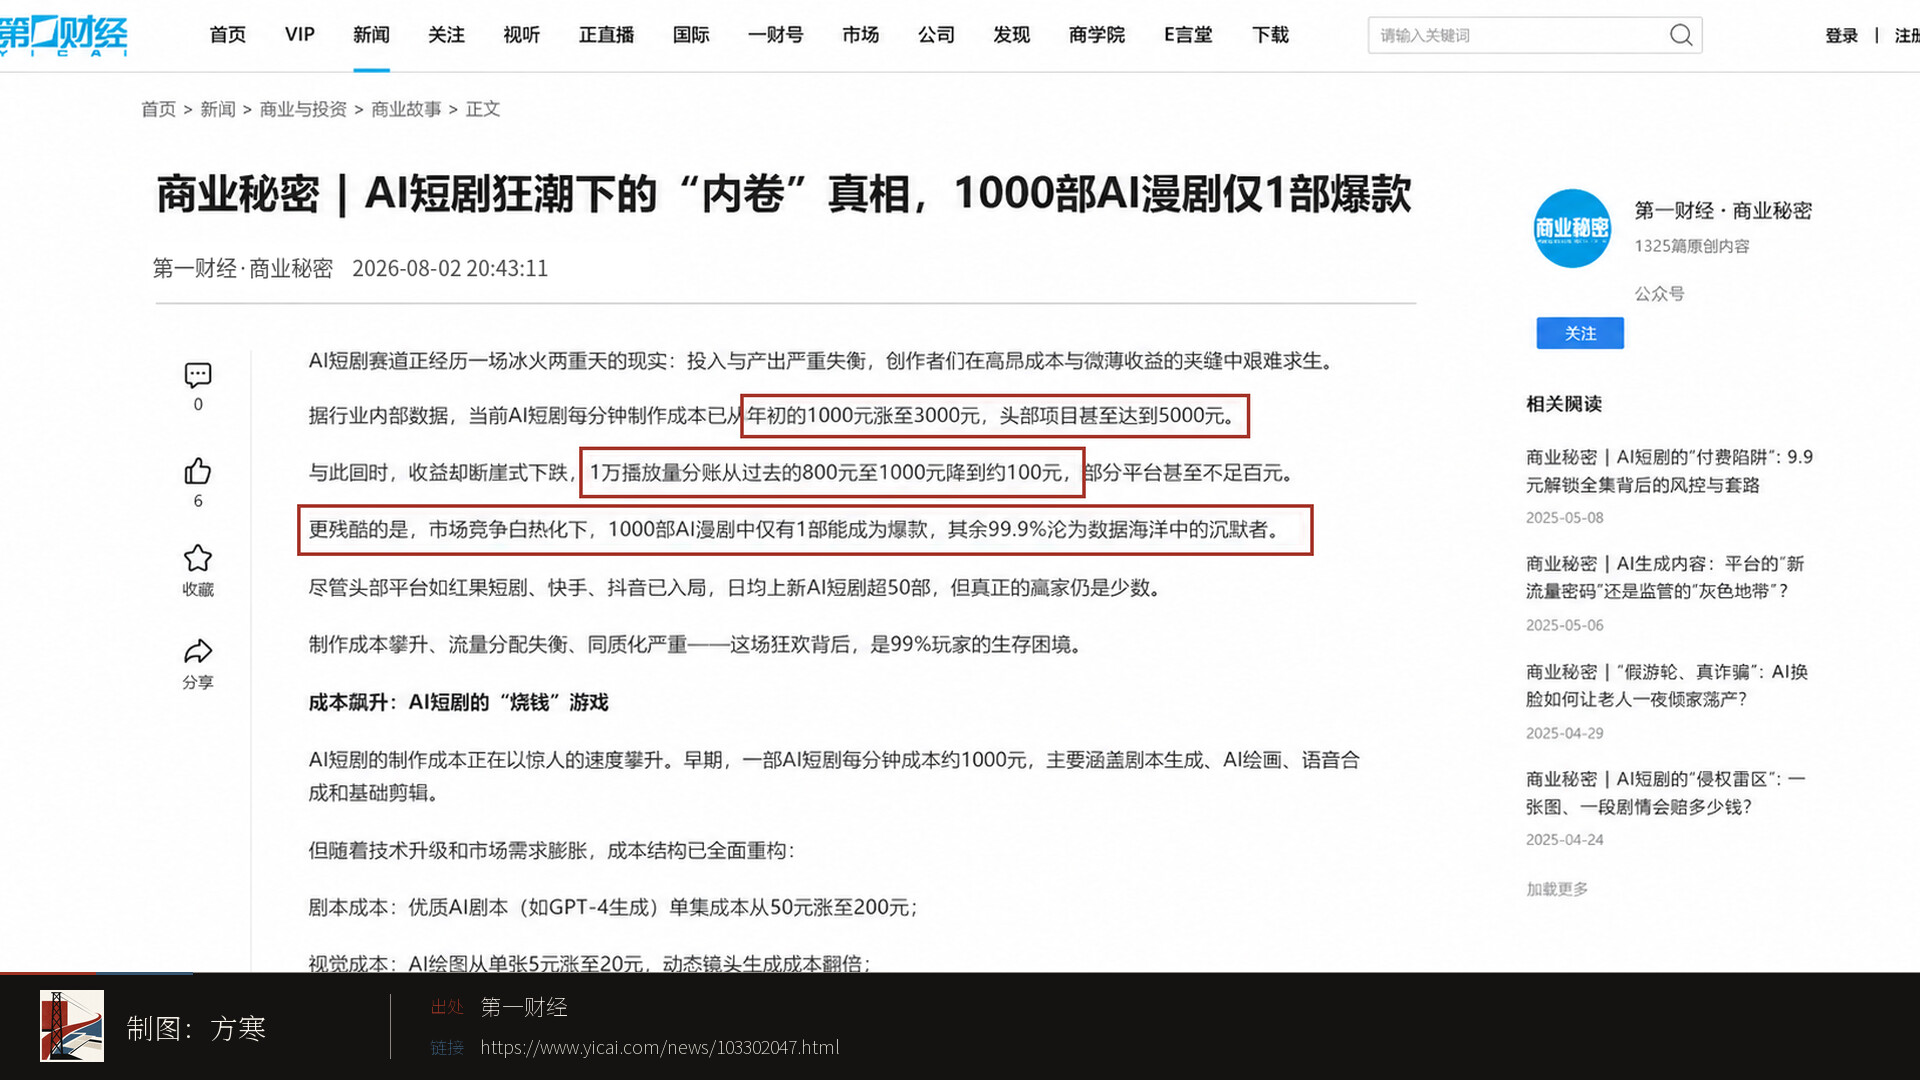 第一财经
YICAI
首页 VIP 新闻 关注 视听 正直播 国际 一财号 市场 公司 发现 商学院 E言堂 下载
请输入关键词
登录 | 注册
首页 > 新闻 > 商业与投资 > 商业故事 > 正文
商业秘密 | AI短剧狂潮下的“内卷”真相，1000部AI漫剧仅1部爆款
第一财经·商业秘密 2026-08-02 20:43:11
0
6
收藏
分享
AI短剧赛道正经历一场冰火两重天的现实：投入与产出严重失衡，创作者们在高昂成本与微薄收益的夹缝中艰难求生。
据行业内部数据，当前AI短剧每分钟制作成本已从年初的1000元涨至3000元，头部项目甚至达到5000元。
与此同时，收益却断崖式下跌，1万播放量分账从过去的800元至1000元降到约100元，部分平台甚至不足百元。
更残酷的是，市场竞争白热化下，1000部AI漫剧中仅有1部能成为爆款，其余99.9%沦为数据海洋中的沉默者。
尽管头部平台如红果短剧、快手、抖音已入局，日均上新AI短剧超50部，但真正的赢家仍是少数。
制作成本攀升、流量分配失衡、同质化严重——这场狂欢背后，是99%玩家的生存困境。
成本飙升：AI短剧的“烧钱”游戏
AI短剧的制作成本正在以惊人的速度攀升。早期，一部AI短剧每分钟成本约1000元，主要涵盖剧本生成、AI绘画、语音合
成和基础剪辑。
但随着技术升级和市场需求膨胀，成本结构已全面重构：
剧本成本：优质AI剧本（如GPT-4生成）单集成本从50元涨至200元；
视觉成本：AI绘图从单张5元涨至20元，动态镜头生成成本翻倍；
商业秘密
第一财经·商业秘密
1325篇原创内容
公众号
关注
相关阅读
商业秘密 | AI短剧的“付费陷阱”：9.9
元解锁全集背后的风控与套路
2025-05-08
商业秘密 | AI生成内容：平台的“新
流量密码”还是监管的“灰色地带”？
2025-05-06
商业秘密 | “假游轮、真诈骗”：AI换
脸如何让老人一夜倾家荡产？
2025-04-29
商业秘密 | AI短剧的“侵权雷区”：一
张图、一段剧情会赔多少钱？
2025-04-24
加载更多
制图：方寒
出处 第一财经
链接 https://www.yicai.com/news/103302047.html